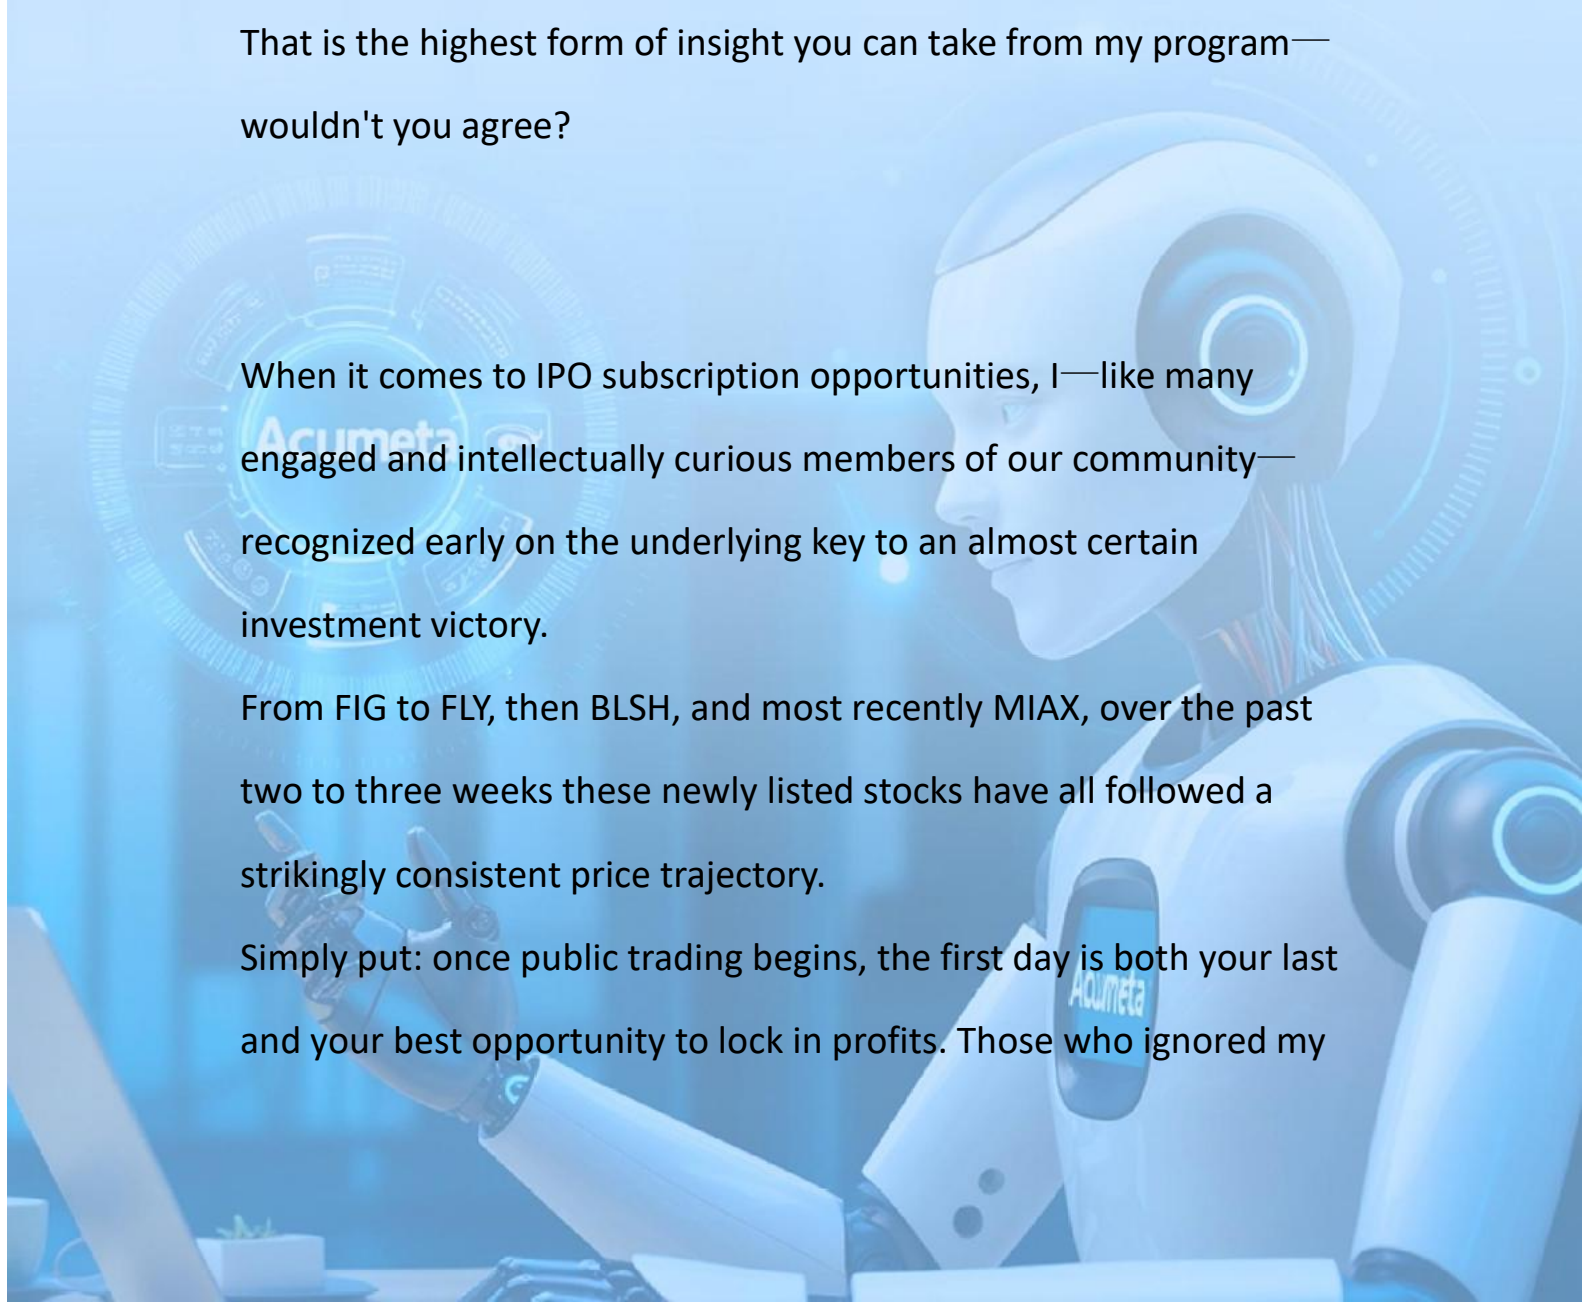 That is the highest form of insight you can take from my program—
wouldn't you agree?
When it comes to IPO subscription opportunities, I—like many
Acumeta
engaged and intellectually curious members of our community—
recognized early on the underlying key to an almost certain
investment victory.
From FIG to FLY, then BLSH, and most recently MIAX, over the past
two to three weeks these newly listed stocks have all followed a
strikingly consistent price trajectory.
Simply put: once public trading begins, the first day is both your last
Acumeta
and your best opportunity to lock in profits. Those who ignored my